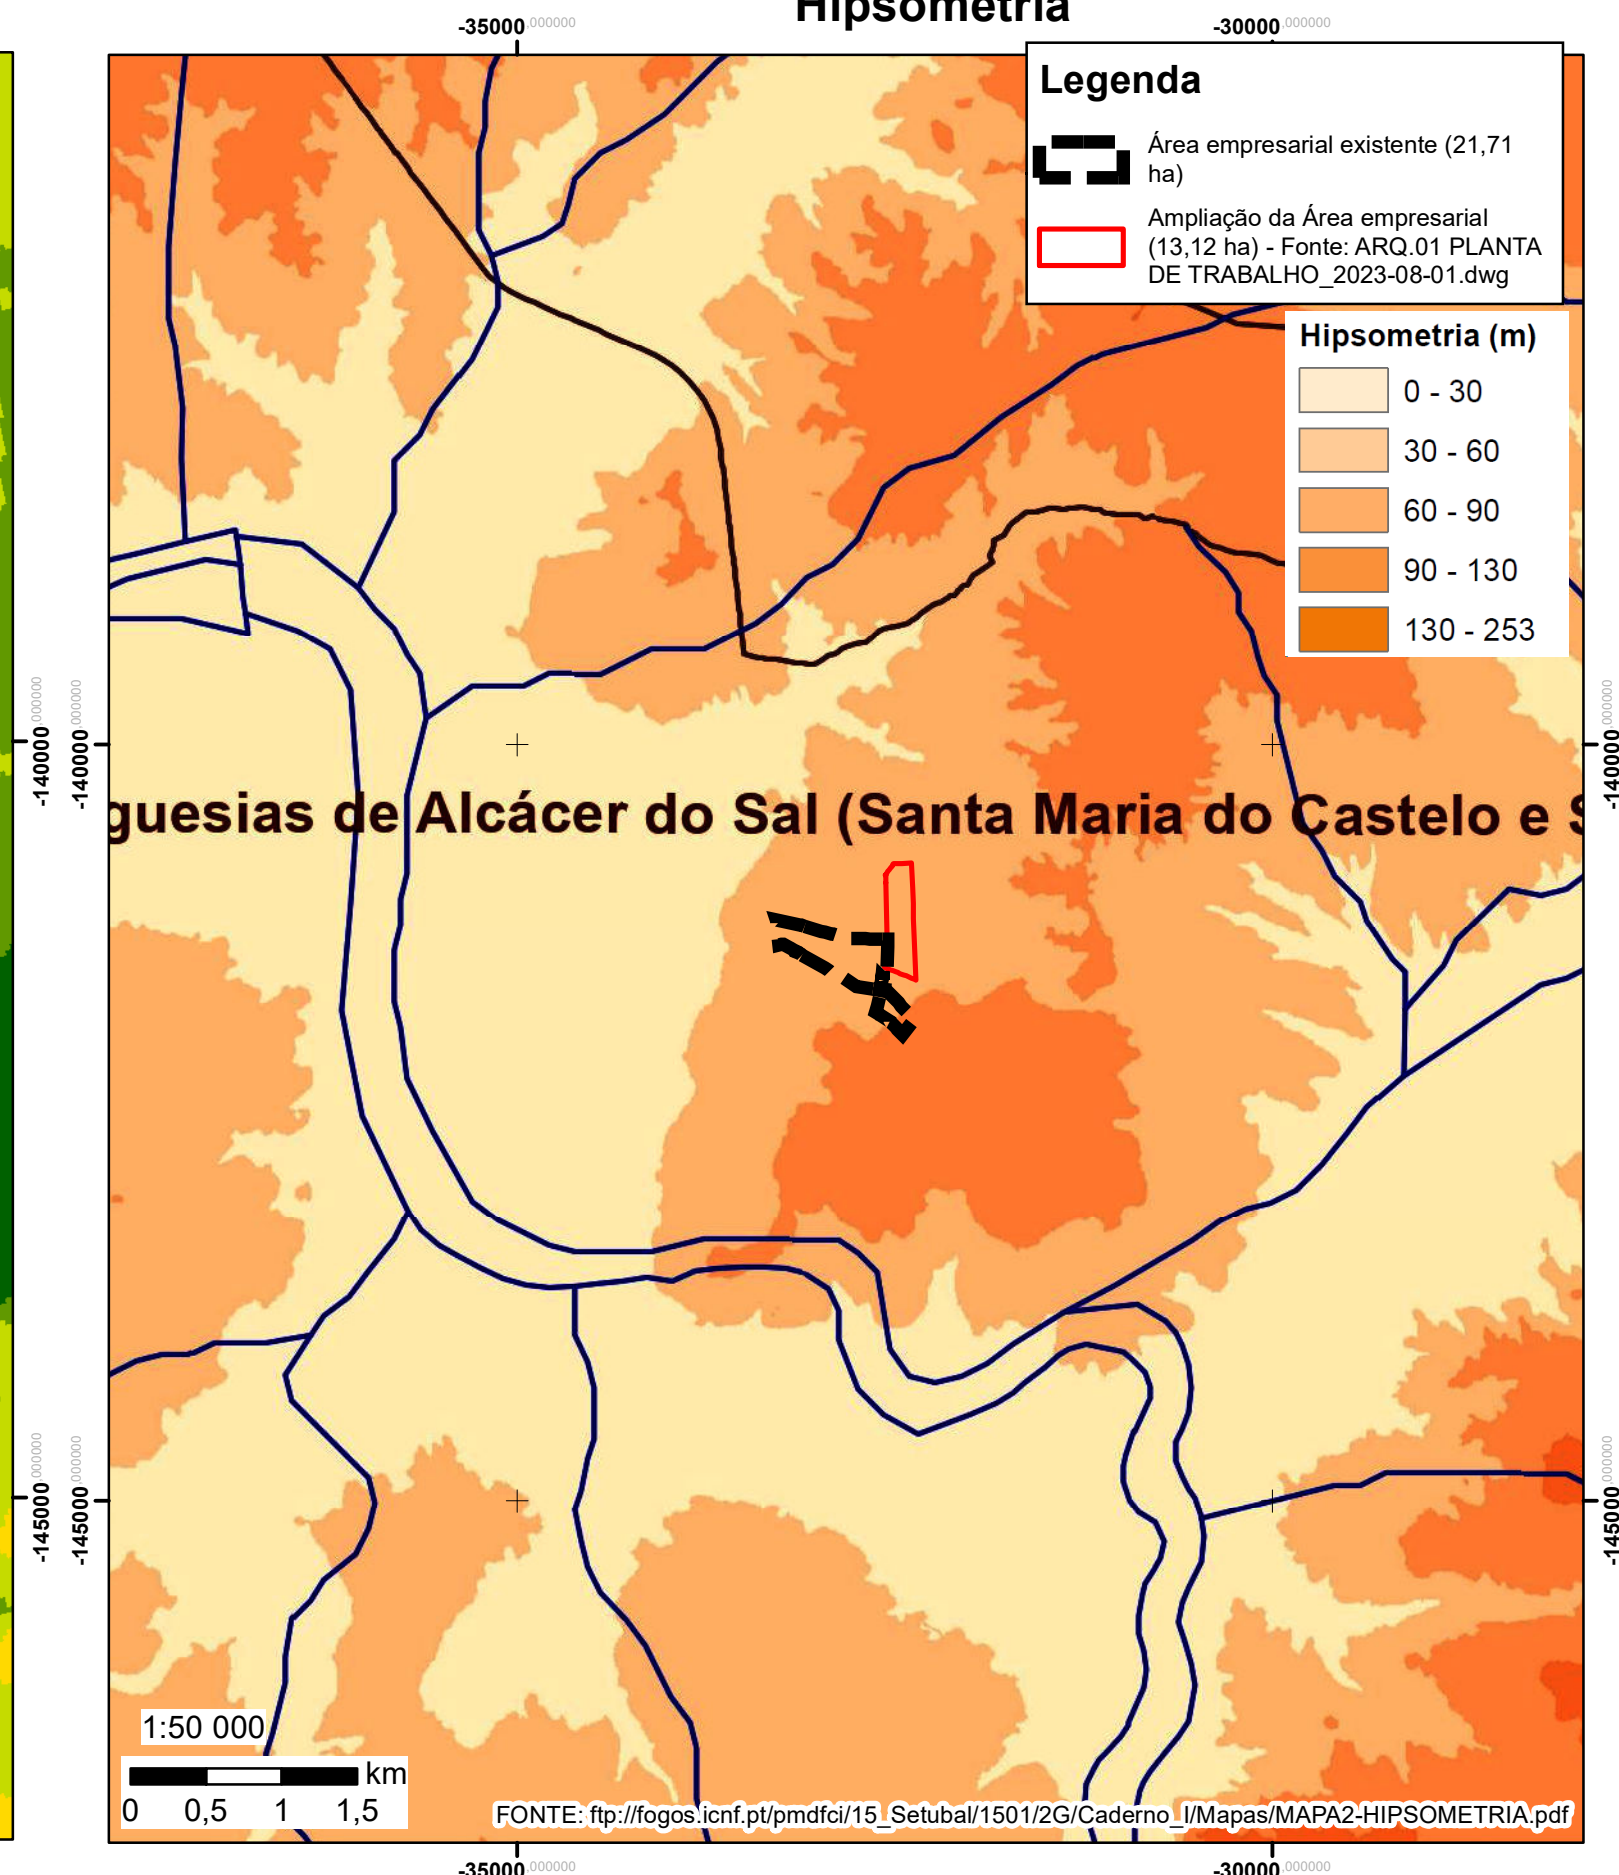 Hipsometria
-35000,000000
-30000,000000
Legenda
Área empresarial existente (21,71
ha)
Ampliação da Área empresarial
(13,12 ha) - Fonte: ARQ.01 PLANTA
DE TRABALHO_2023-08-01.dwg
Hipsometria (m)
0 - 30
30 - 60
60 - 90
90 - 130
130 - 253
-140000,000000
-140000,000000
-140000,000000
guesias de Alcácer do Sal (Santa Maria do Castelo e S
-145000,000000
-145000,000000
-145000,000000
1:50 000
km
0 0,5 1 1,5
FONTE: ftp://fogos.icnf.pt/pmdfci/15_Setubal/1501/2G/Caderno_I/Mapas/MAPA2-HIPSOMETRIA.pdf
-35000,000000
-30000,000000